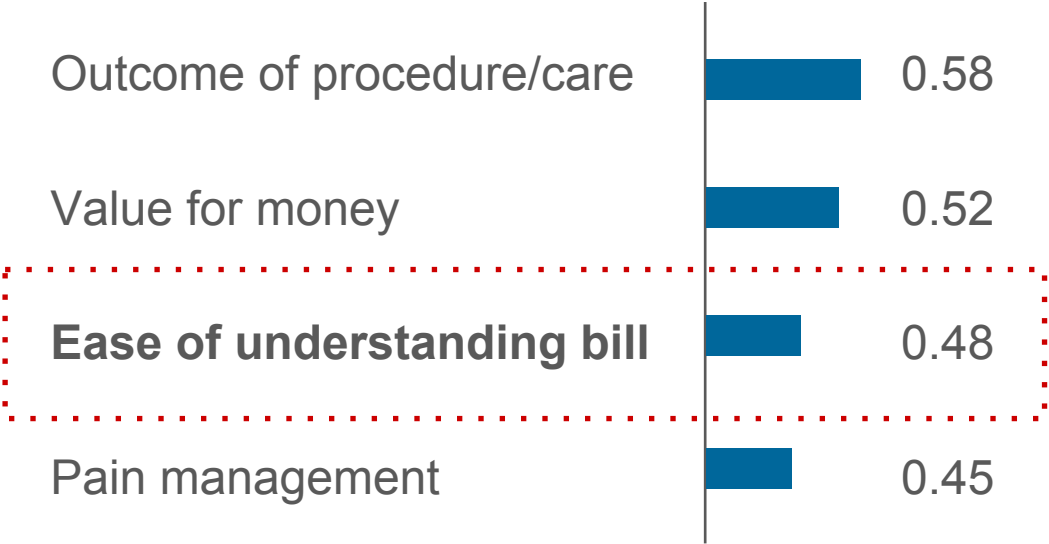 Outcome of procedure/care 0.58
Value for money 0.52
Ease of understanding bill 0.48
Pain management 0.45